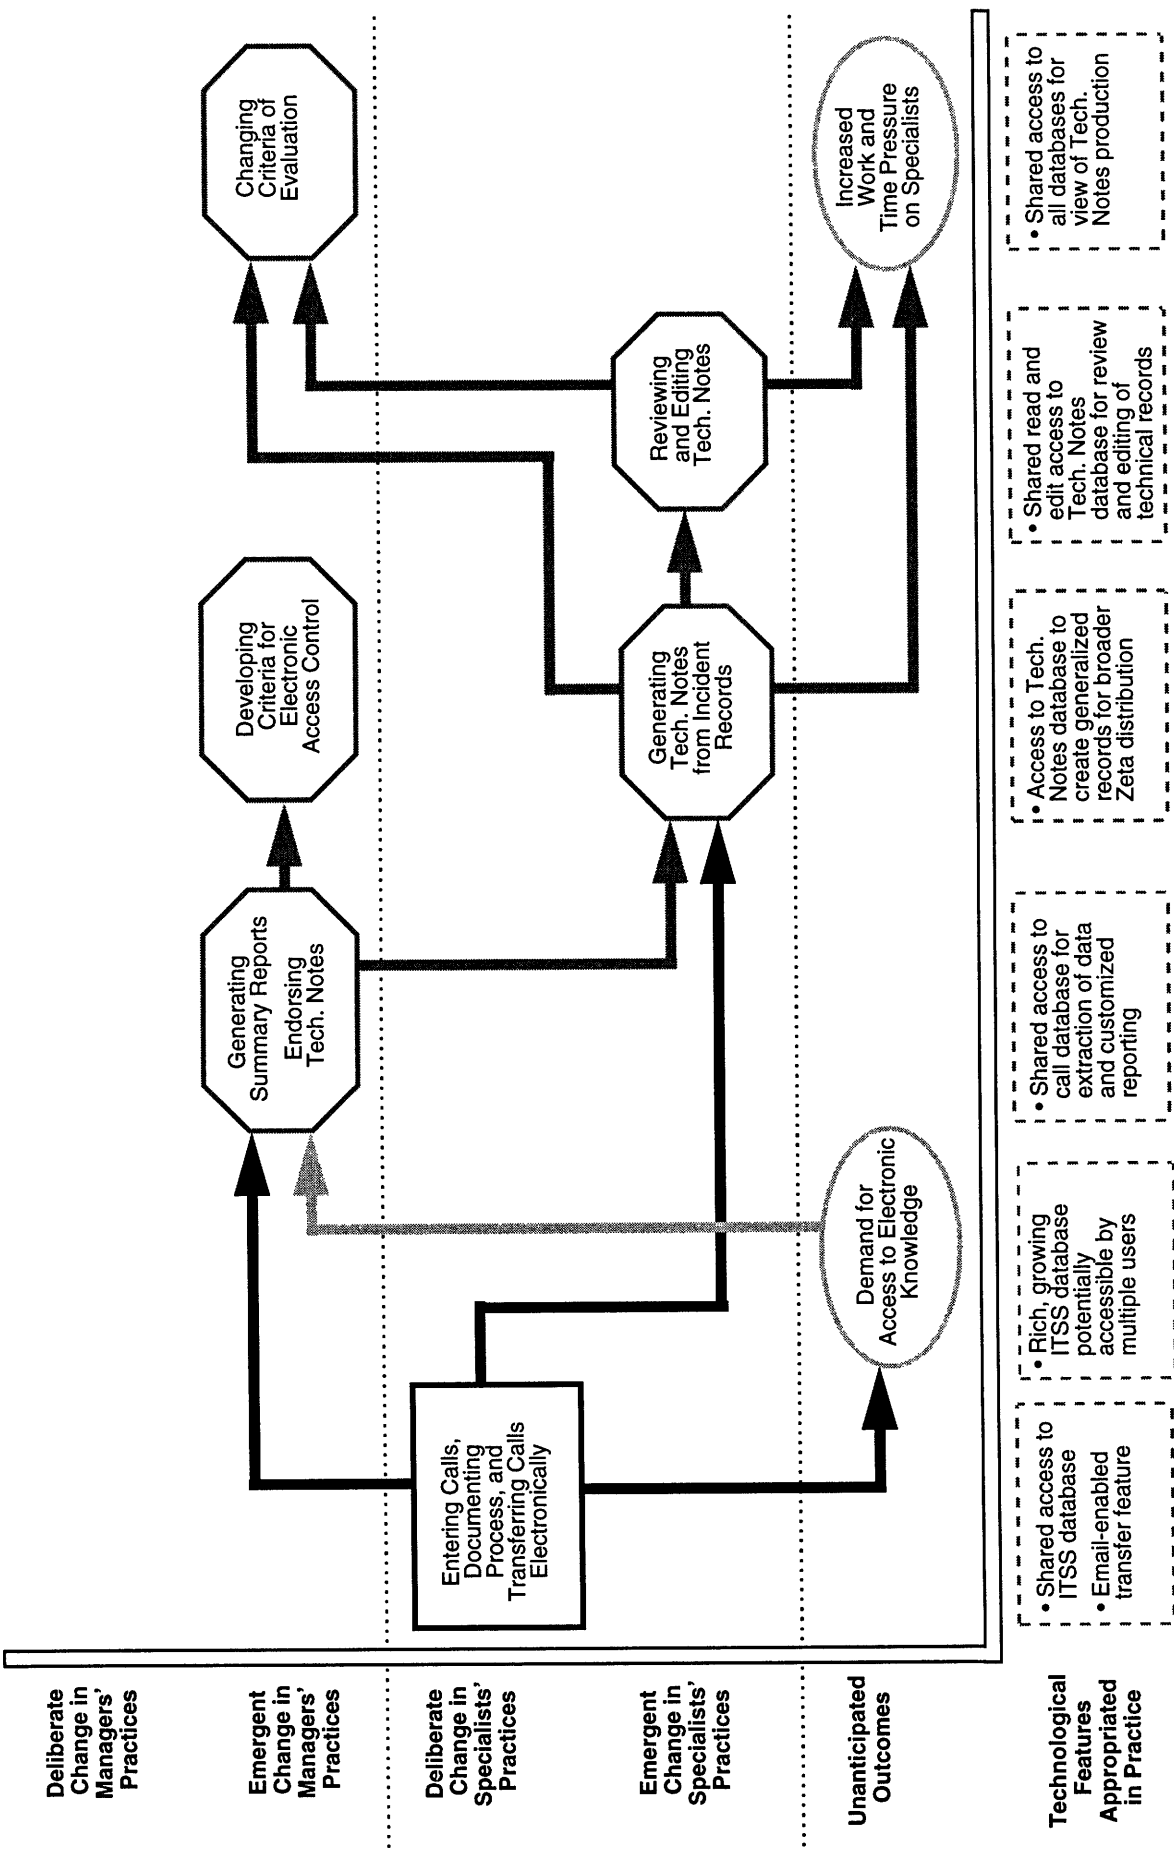 Deliberate
Change in
Managers'
Practices
Emergent
Change in
Managers'
Practices
Deliberate
Change in
Specialists'
Practices
Emergent
Change in
Specialists'
Practices
Unanticipated
Outcomes
Technological
Features
Appropriated
in Practice
Entering Calls,
Documenting
Process, and
Transferring Calls
Electronically
Demand for
Access to Electronic
Knowledge
Generating
Summary Reports
Endorsing
Tech. Notes
Developing
Criteria for
Electronic
Access Control
Generating
Tech. Notes
from Incident
Records
Reviewing
and Editing
Tech. Notes
Changing
Criteria of
Evaluation
Increased
Work and
Time Pressure
on Specialists
• Shared access to
ITSS database
• Email-enabled
transfer feature
• Rich, growing
ITSS database
potentially
accessible by
multiple users
• Shared access to
call database for
extraction of data
and customized
reporting
• Access to Tech.
Notes database to
create generalized
records for broader
Zeta distribution
• Shared read and
edit access to
Tech. Notes
database for review
and editing of
technical records
• Shared access to
all databases for
view of Tech.
Notes production